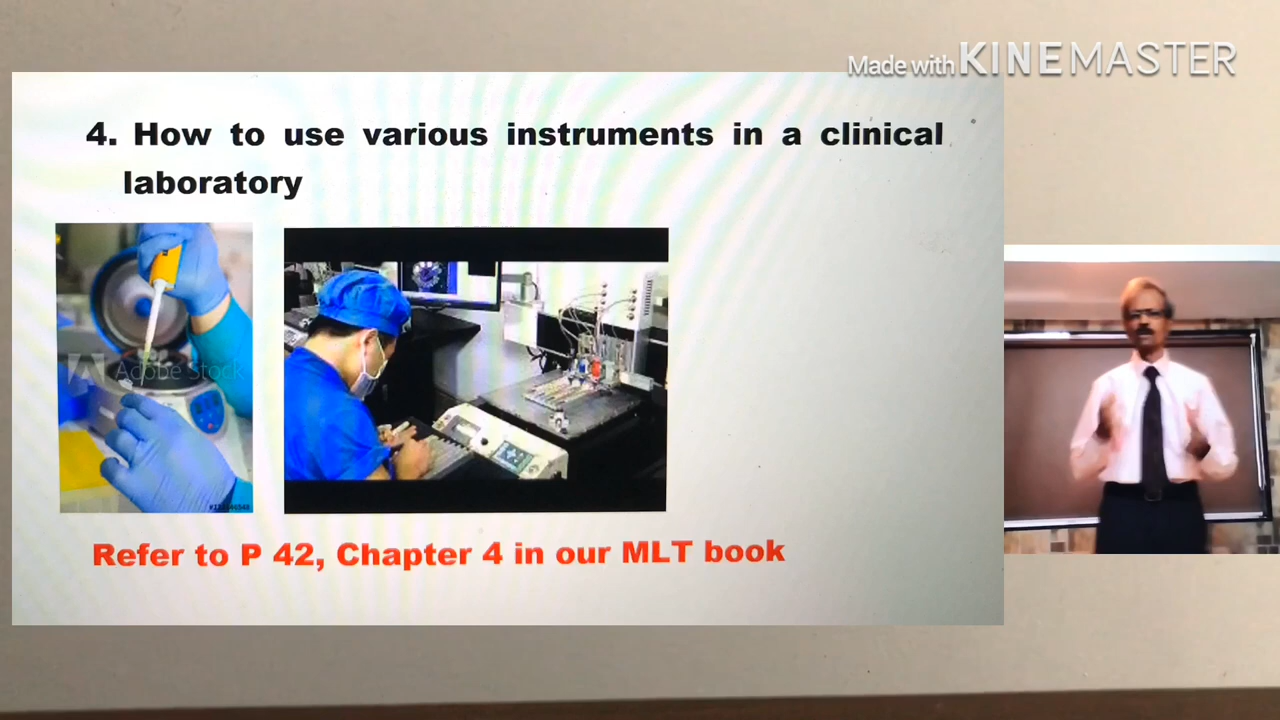 Made with KINEMASTER
4. How to use various instruments in a clinical
laboratory
Adobe Stock
Refer to P 42, Chapter 4 in our MLT book